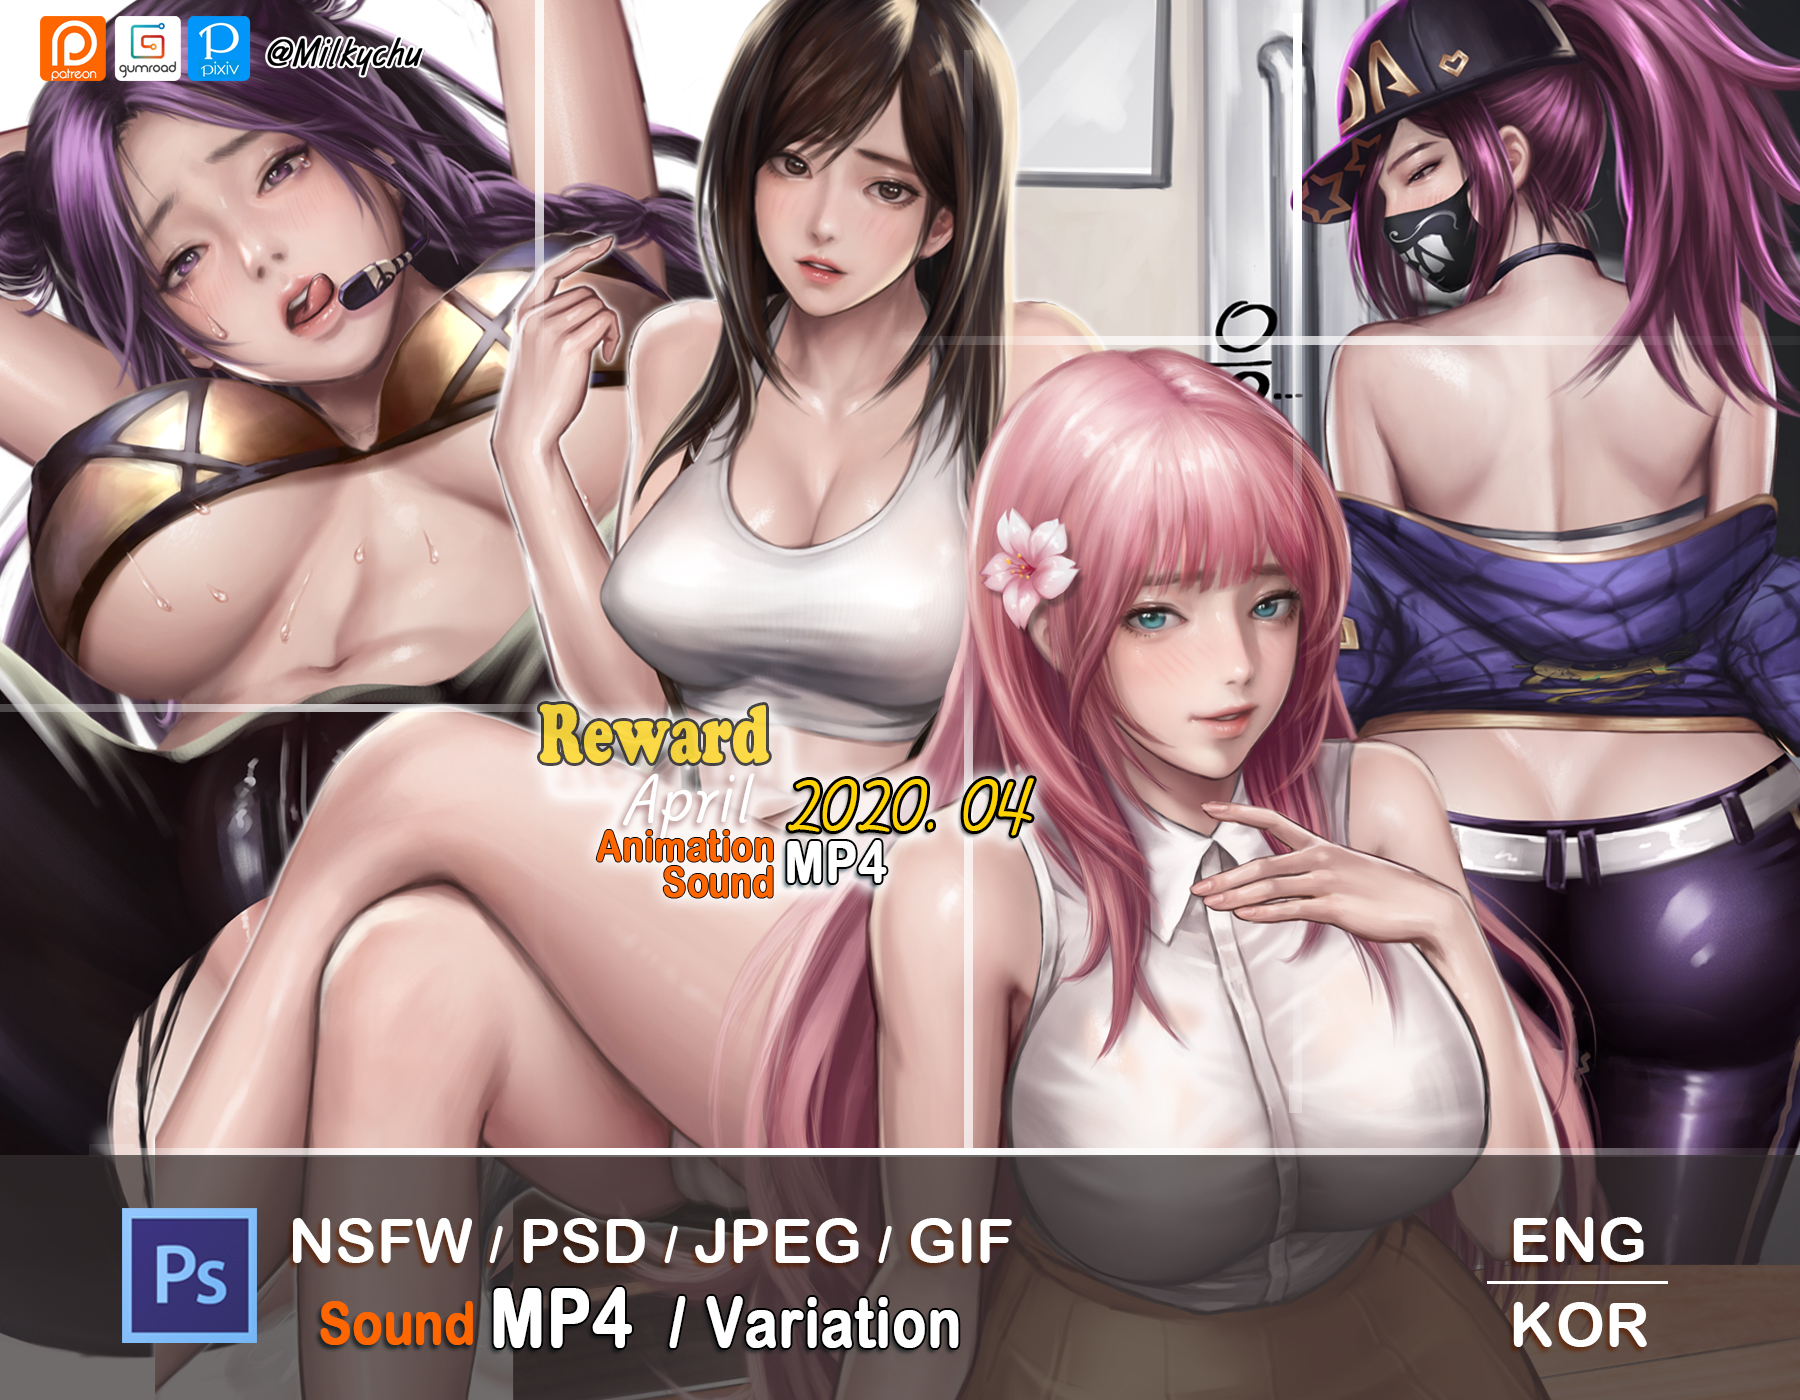 patreon
gumroad
P
pixiv
@Milkychu
DA
Reward
April 2020. 04
Animation
Sound MP4
NSFW / PSD / JPEG / GIF
Ps
Sound MP4 / Variation
ENG
KOR